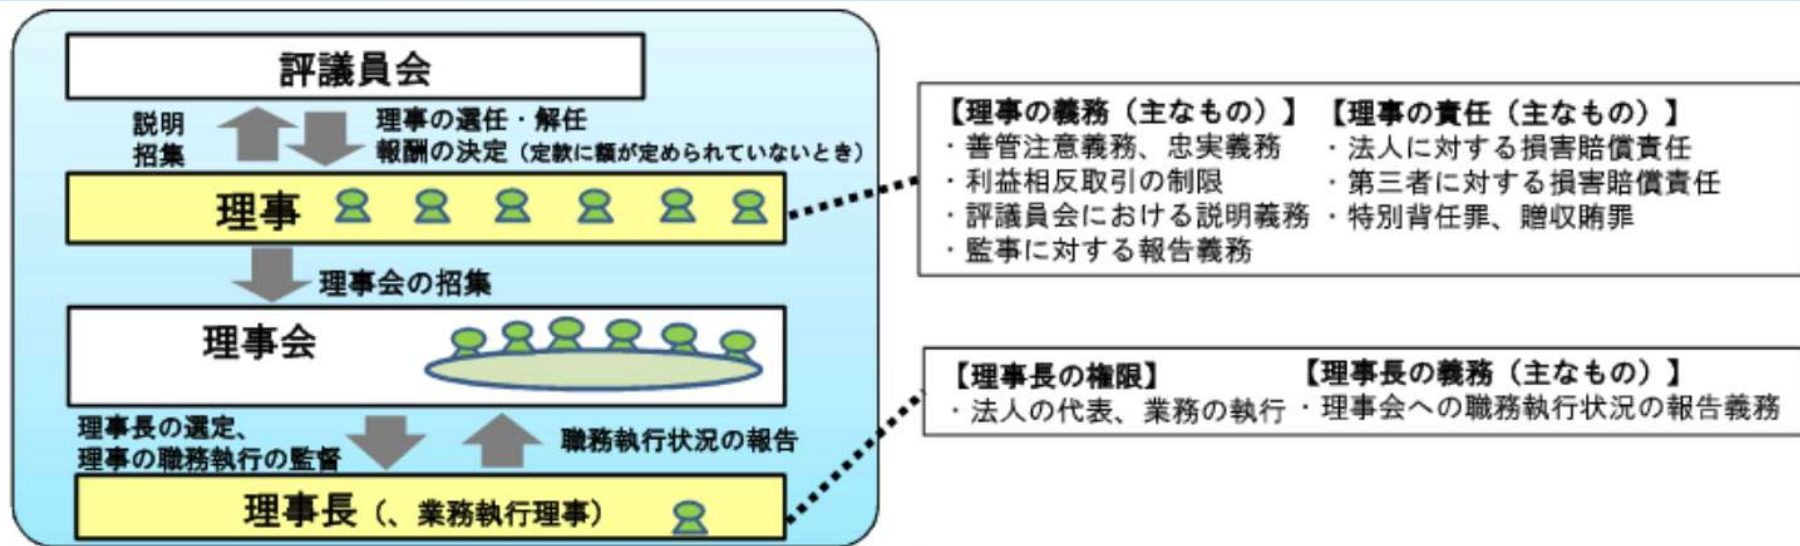 評議員会
説明
招集
理事の選任・解任
報酬の決定（定款に額が定められていないとき）
理事
理事会の招集
理事会
理事長の選定、
理事の職務執行の監督
職務執行状況の報告
理事長（、業務執行理事）
【理事の義務（主なもの）】
・善管注意義務、忠実義務
・利益相反取引の制限
・評議員会における説明義務
・監事に対する報告義務
【理事の責任（主なもの）】
・法人に対する損害賠償責任
・第三者に対する損害賠償責任
・特別背任罪、贈収賄罪
【理事長の権限】
・法人の代表、業務の執行
【理事長の義務（主なもの）】
・理事会への職務執行状況の報告義務